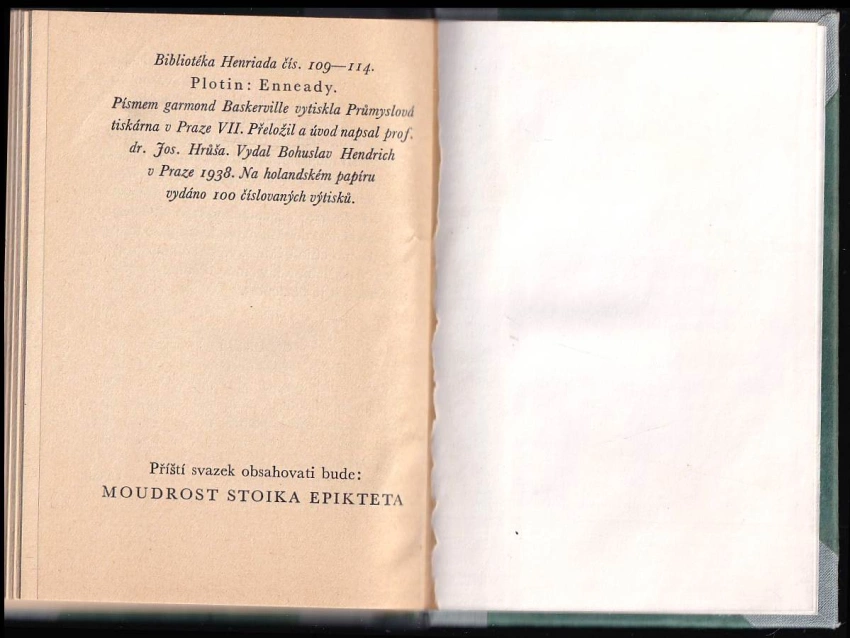 Bibliotéka Henriada čís. 109—114.
Plotin: Enneady.
Písmem garmond Baskerville vytiskla Průmyslová
tiskárna v Praze VII. Přeložil a úvod napsal prof.
dr. Jos. Hrůša. Vydal Bohuslav Hendrich
v Praze 1938. Na holandském papíru
vydáno 100 číslovaných výtisků.
Příští svazek obsahovati bude:
MOUDROST STOIKA EPIKTETA